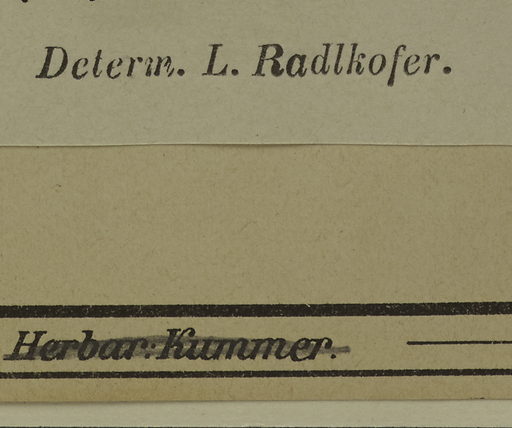 Determ. L. Radlkofer.
Herbar: Kummer.